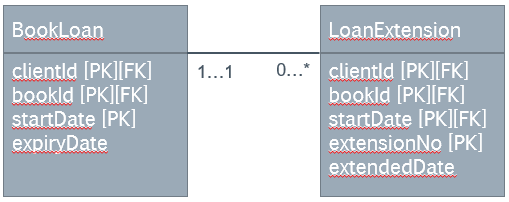 BookLoan
clientId [PK][FK]
bookId [PK][FK]
startDate [PK]
expiryDate
1...1
0...*
LoanExtension
clientId [PK][FK]
bookId [PK][FK]
startDate [PK][FK]
extensionNo [PK]
extendedDate